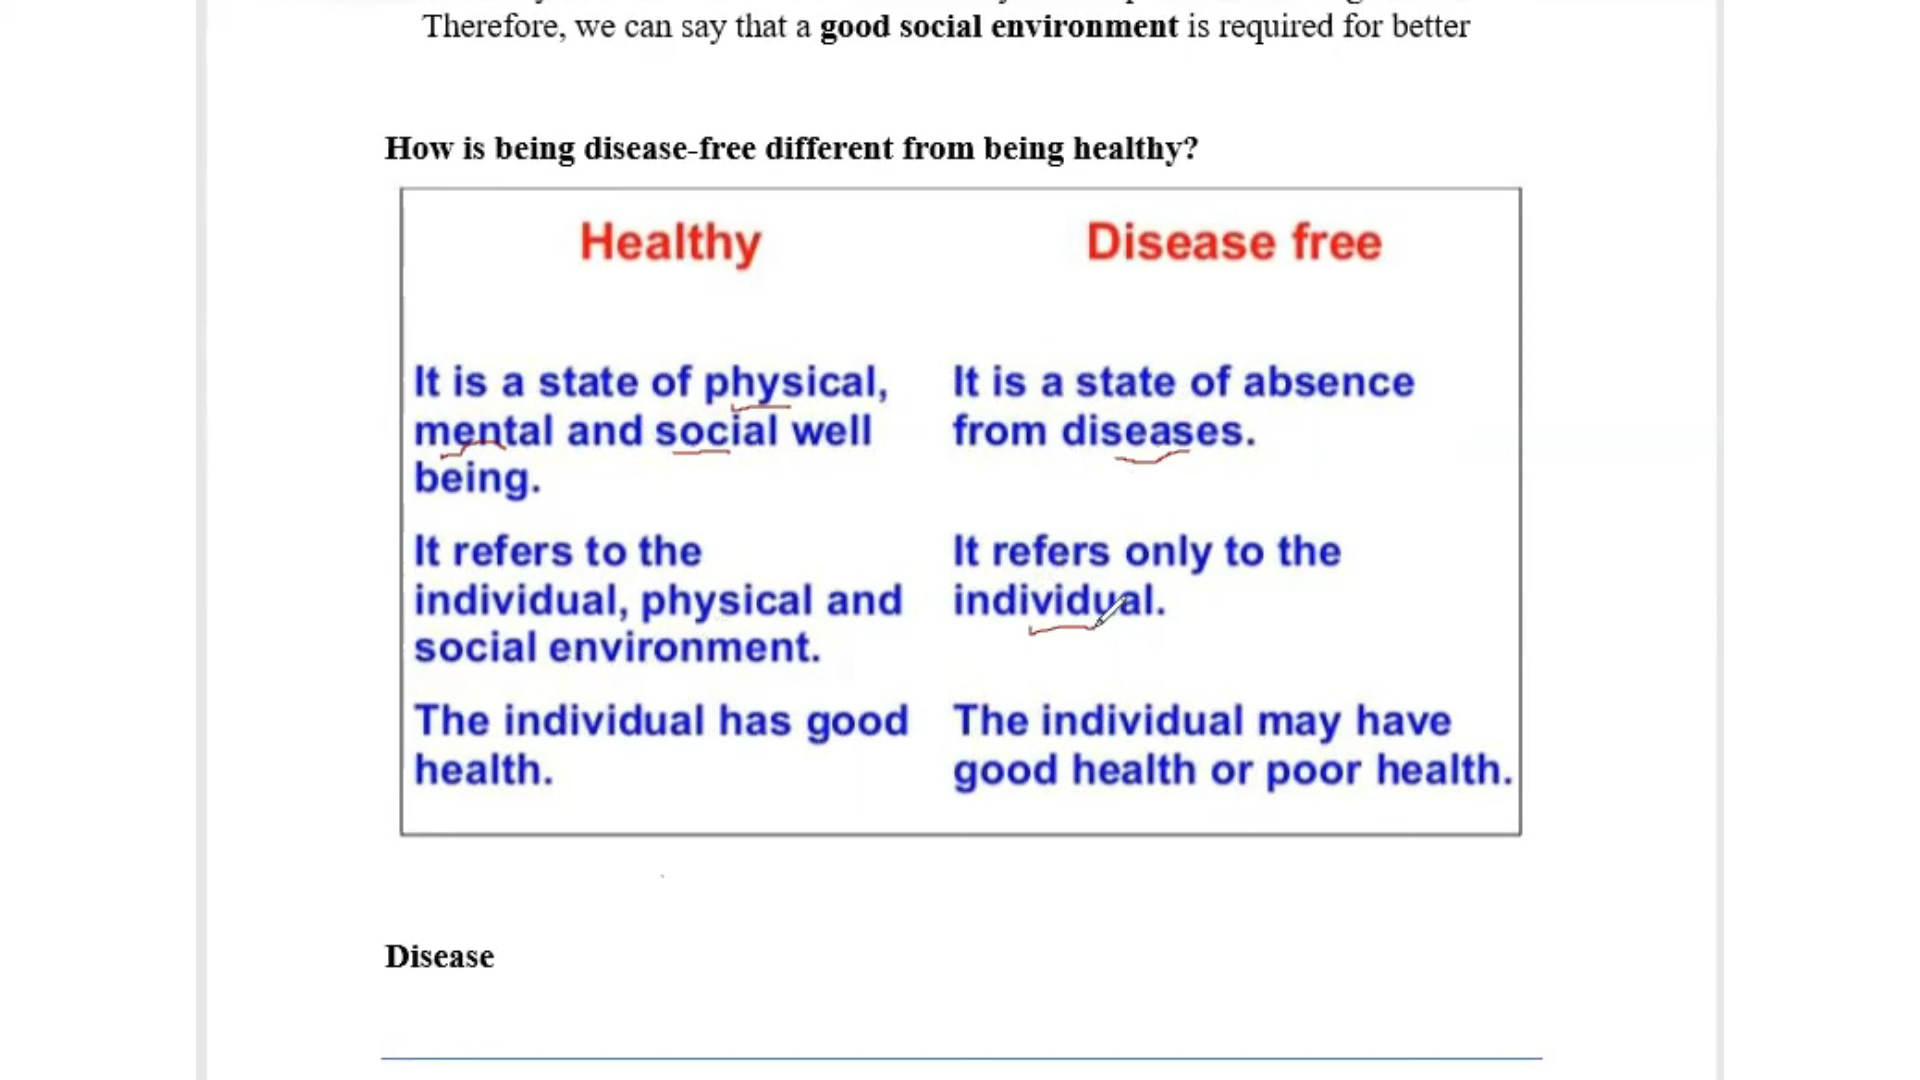 Therefore, we can say that a good social environment is required for better
How is being disease-free different from being healthy?
Healthy
Disease free
It is a state of physical,
mental and social well
being.
It is a state of absence
from diseases.
It refers to the
individual, physical and
social environment.
It refers only to the
individual.
The individual has good
health.
The individual may have
good health or poor health.
Disease